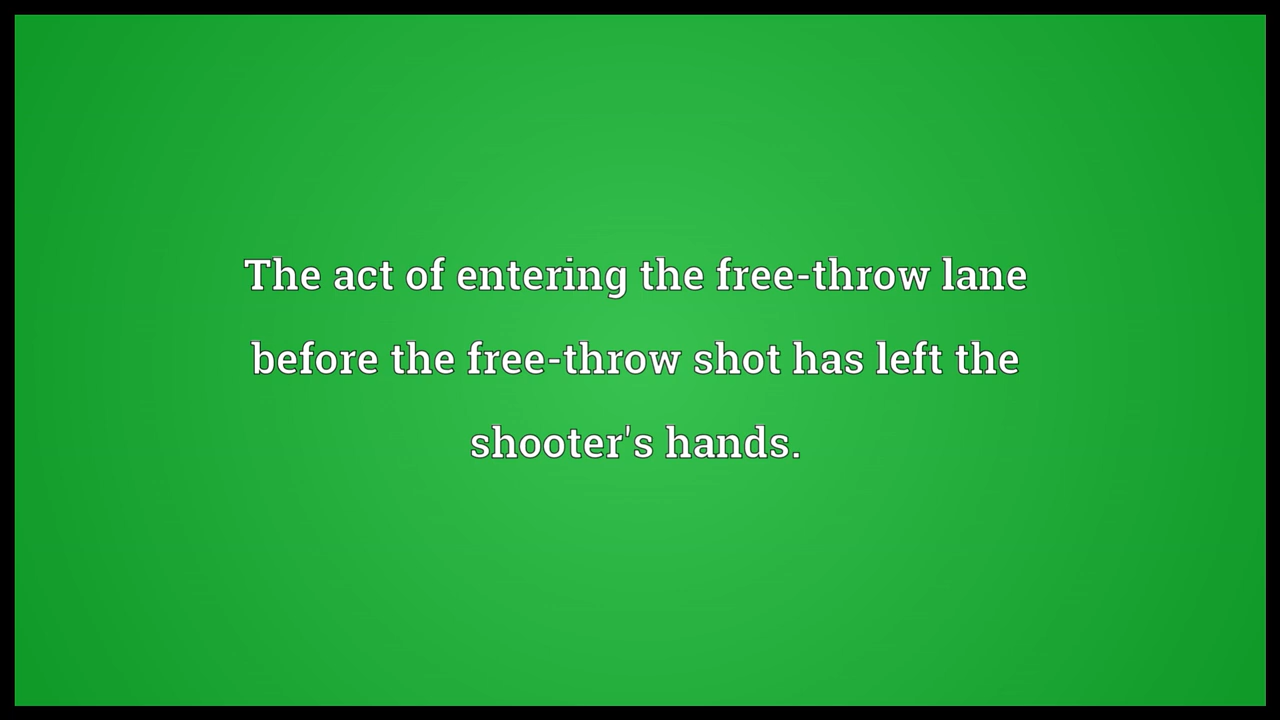 The act of entering the free-throw lane
before the free-throw shot has left the
shooter's hands.